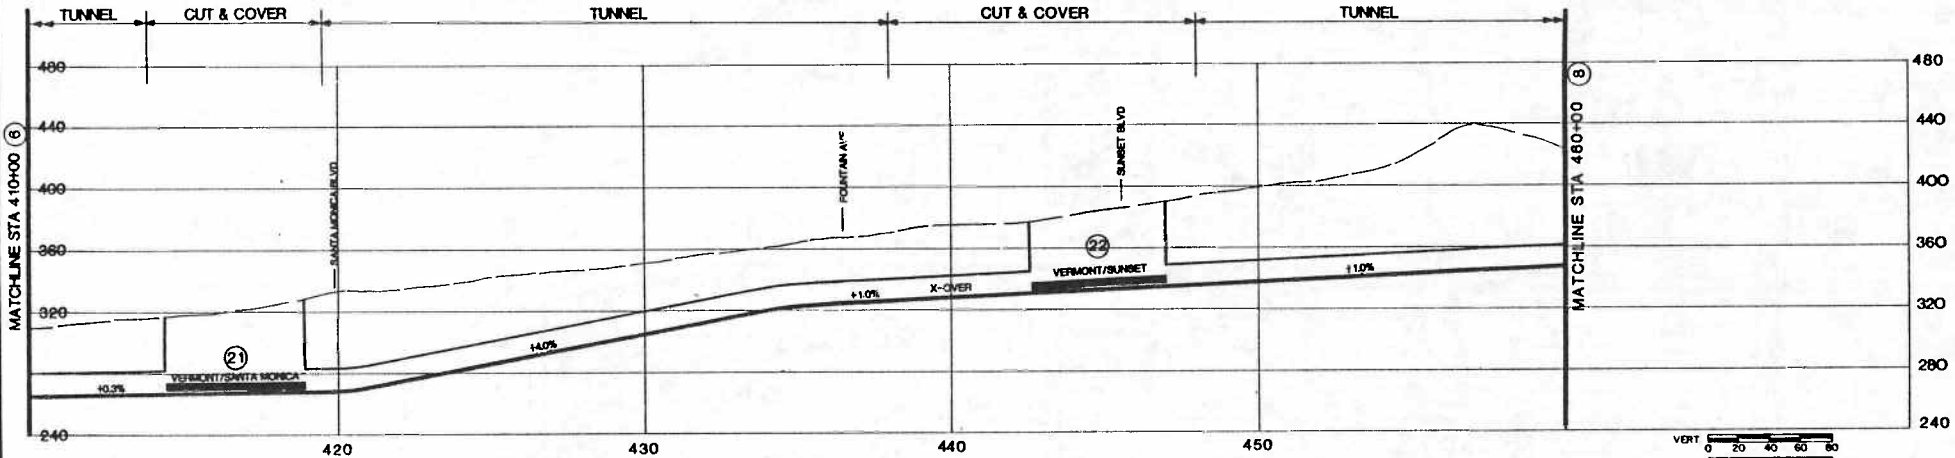 TUNNEL CUT & COVER TUNNEL CUT & COVER TUNNEL
480 480
440 440
400 400
360 360
320 320
280 280
240 240
MATCHLINE STA 410+00 6
MATCHLINE STA 460+00 8
SANTA MONICA BLVD
FOUNTAIN AVE
SUNSET BLVD
21
VERMONT/SANTA MONICA
22
VERMONT/SUNSET
+0.3%
+4.0%
+1.0%
X-OVER
+1.0%
420 430 440 450
VERT 0 20 40 60 80